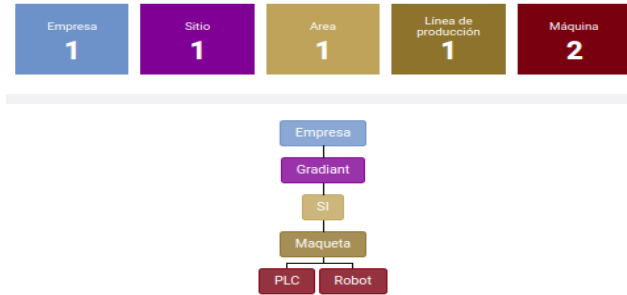 Empresa
1
Sitio
1
Area
1
Línea de
producción
1
Máquina
2
Empresa
Gradiant
SI
Maqueta
PLC
Robot